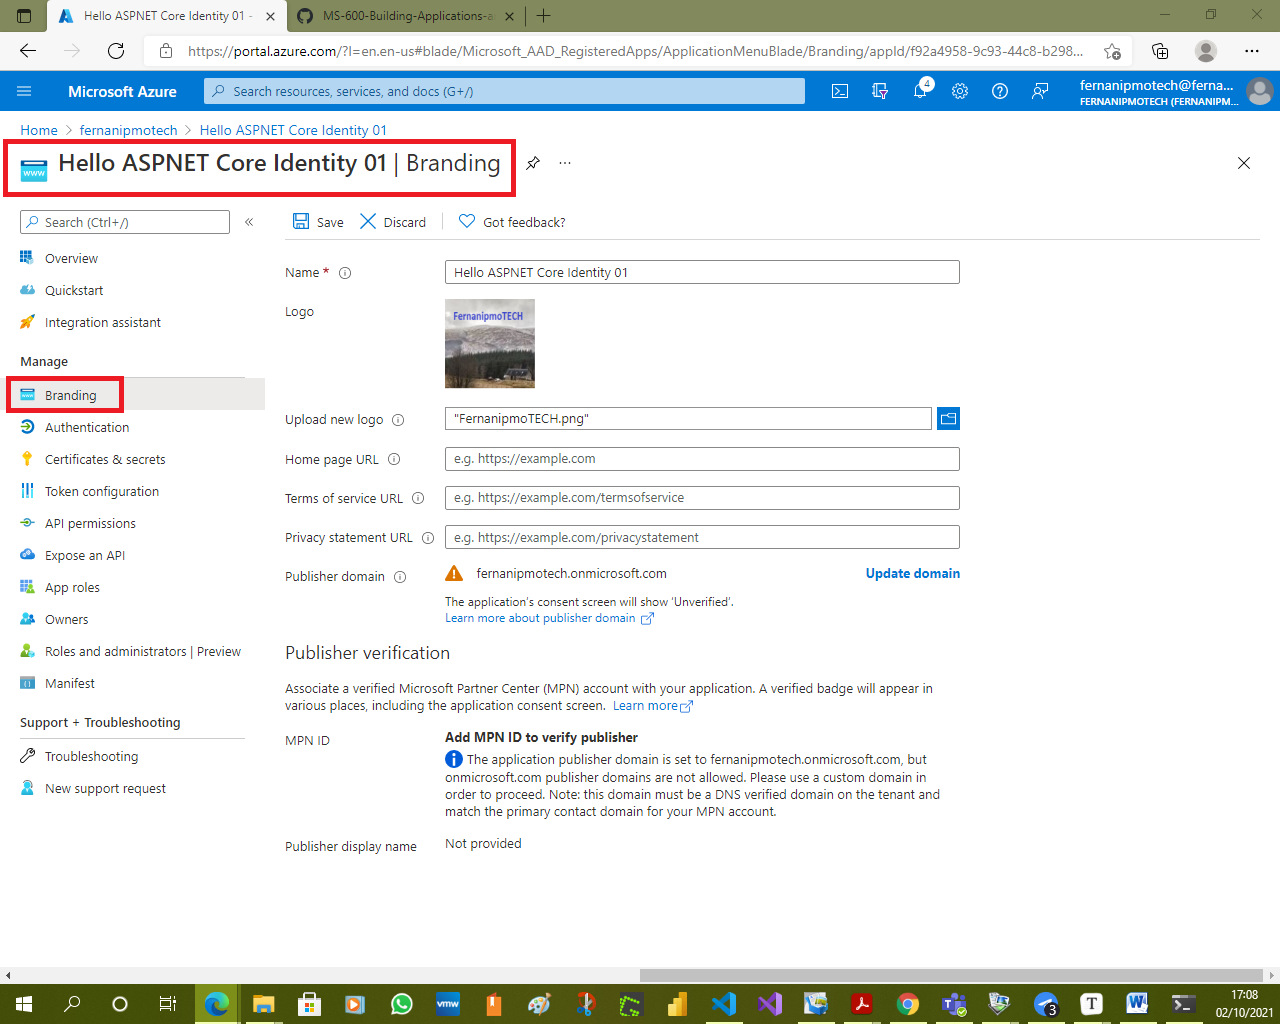 Hello ASPNET Core Identity 01 -
MS-600-Building-Applications-a
https://portal.azure.com/?l=en.en-us#blade/Microsoft_AAD_RegisteredApps/ApplicationMenuBlade/Branding/appId/f92a4958-9c93-44c8-b298...
Microsoft Azure
Search resources, services, and docs (G+/)
4
fernanipmotech@ferna...
FERNANIPMOTECH (FERNANIPM...
Home > fernanipmotech > Hello ASPNET Core Identity 01
www
Hello ASPNET Core Identity 01 | Branding
...
Search (Ctrl+/)
«
Save
Discard
Got feedback?
Overview
Quickstart
Integration assistant
Manage
Branding
Authentication
Certificates & secrets
Token configuration
API permissions
Expose an API
App roles
Owners
Roles and administrators | Preview
Manifest
Support + Troubleshooting
Troubleshooting
New support request
Name *
Hello ASPNET Core Identity 01
Logo
FernanipmoTECH
Upload new logo
"FernanipmoTECH.png"
Home page URL
e.g. https://example.com
Terms of service URL
e.g. https://example.com/termsofservice
Privacy statement URL
e.g. https://example.com/privacystatement
Publisher domain
fernanipmotech.onmicrosoft.com
Update domain
The application's consent screen will show 'Unverified'.
Learn more about publisher domain
Publisher verification
Associate a verified Microsoft Partner Center (MPN) account with your application. A verified badge will appear in
various places, including the application consent screen. Learn more
MPN ID
Add MPN ID to verify publisher
The application publisher domain is set to fernanipmotech.onmicrosoft.com, but
onmicrosoft.com publisher domains are not allowed. Please use a custom domain in
order to proceed. Note: this domain must be a DNS verified domain on the tenant and
match the primary contact domain for your MPN account.
Publisher display name
Not provided
vmw
3
T
17:08
02/10/2021